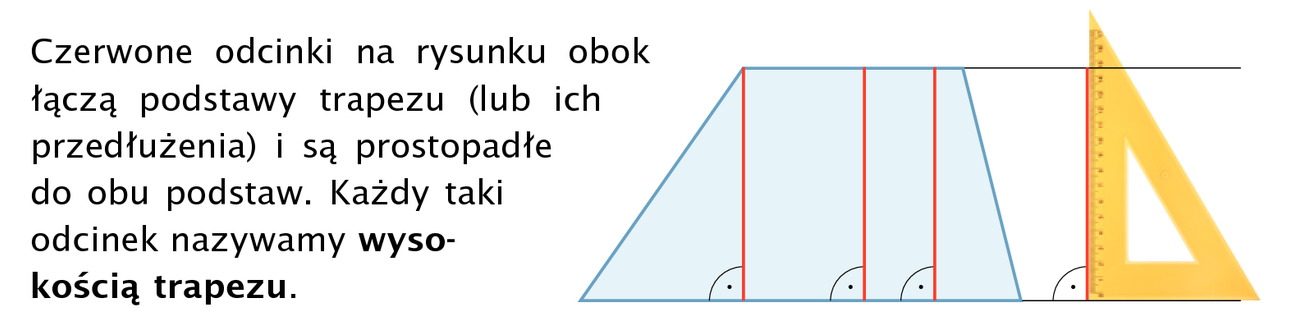 Czerwone odcinki na rysunku obok
łączą podstawy trapezu (lub ich
przedłużenia) i są prostopadłe
do obu podstaw. Każdy taki
odcinek nazywamy wyso-
kością trapezu.